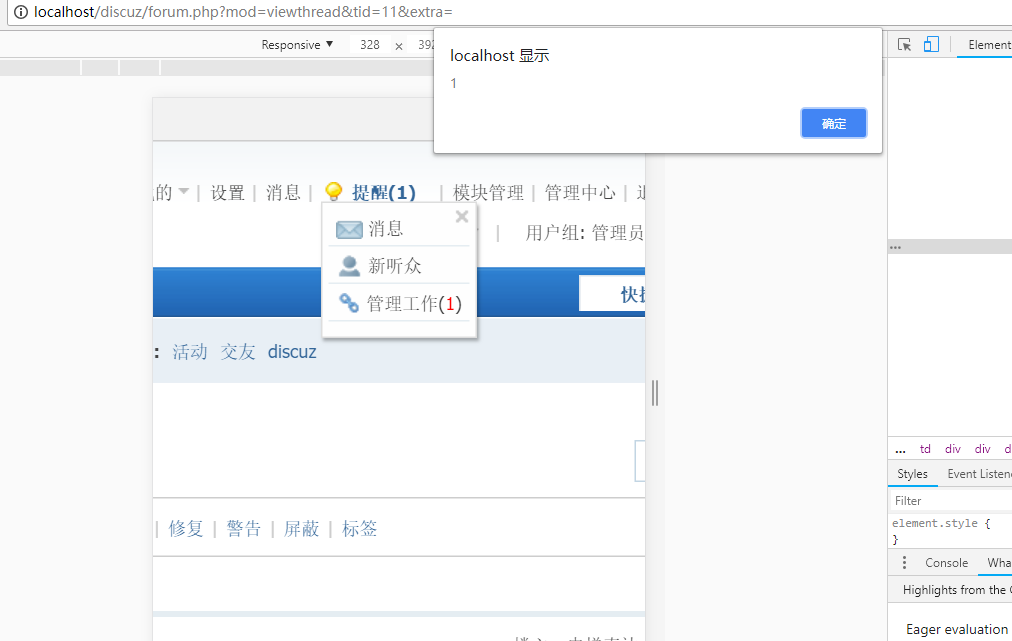 localhost/discuz/forum.php?mod=viewthread&tid=11&extra=
Responsive ▼ 328 × 392
localhost 显示
1
确定
Element
的 | 设置 | 消息 | 提醒(1) | 模块管理 | 管理中心 |
消息
| 用户组: 管理员
新听众
管理工作(1)
快捷
: 活动 交友 discuz
... td div div d
Styles Event Listen
| 修复 | 警告 | 屏蔽 | 标签
Filter
element.style {
}
Console Wha
Highlights from the C
Eager evaluation